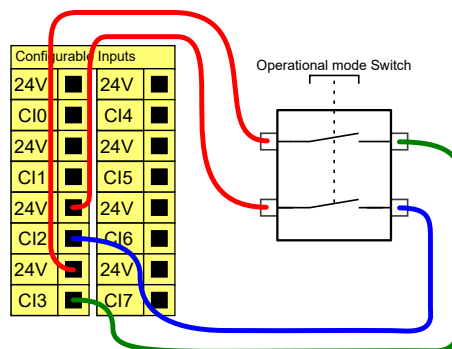 Configurable Inputs
Operational mode Switch
24V 24V
CI0 CI4
24V 24V
CI1 CI5
24V 24V
CI2 CI6
24V 24V
CI3 CI7